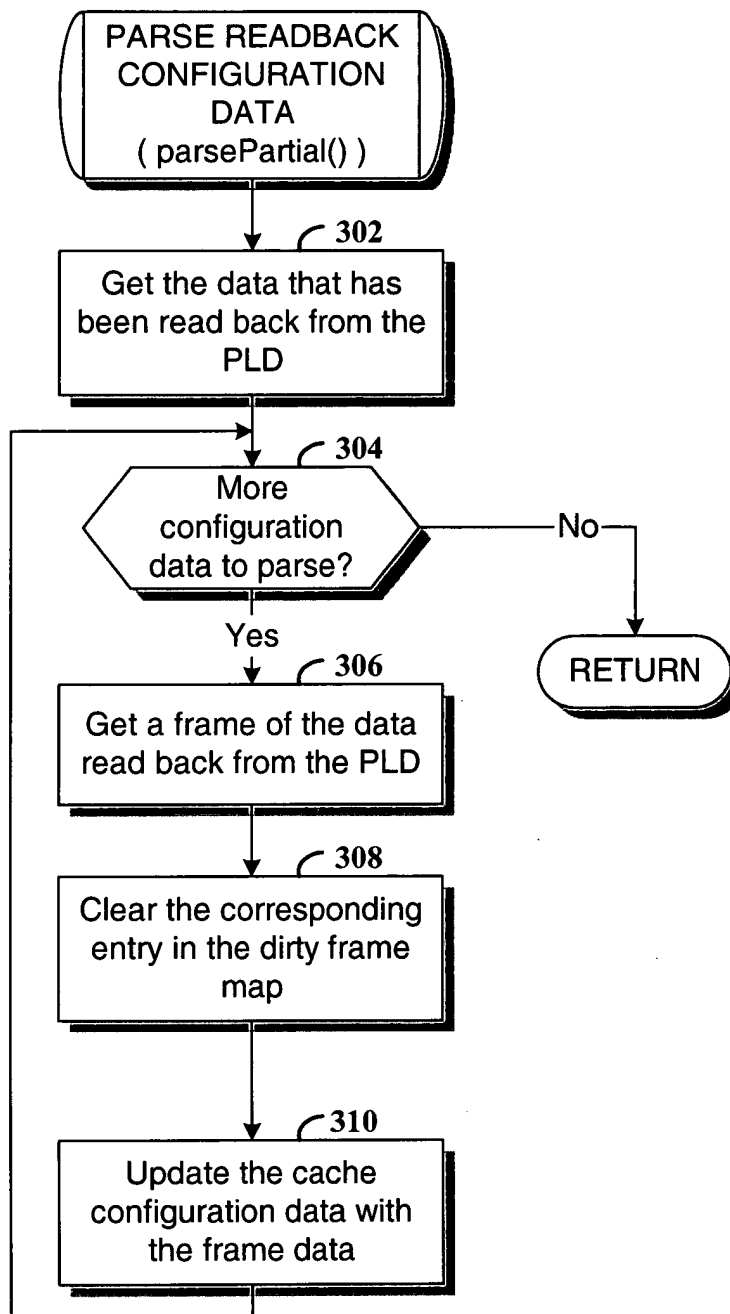 PARSE READBACK
CONFIGURATION
DATA
( parsePartial() )
302
Get the data that has
been read back from the
PLD
304
More
configuration
data to parse?
No
Yes
RETURN
306
Get a frame of the data
read back from the PLD
308
Clear the corresponding
entry in the dirty frame
map
310
Update the cache
configuration data with
the frame data